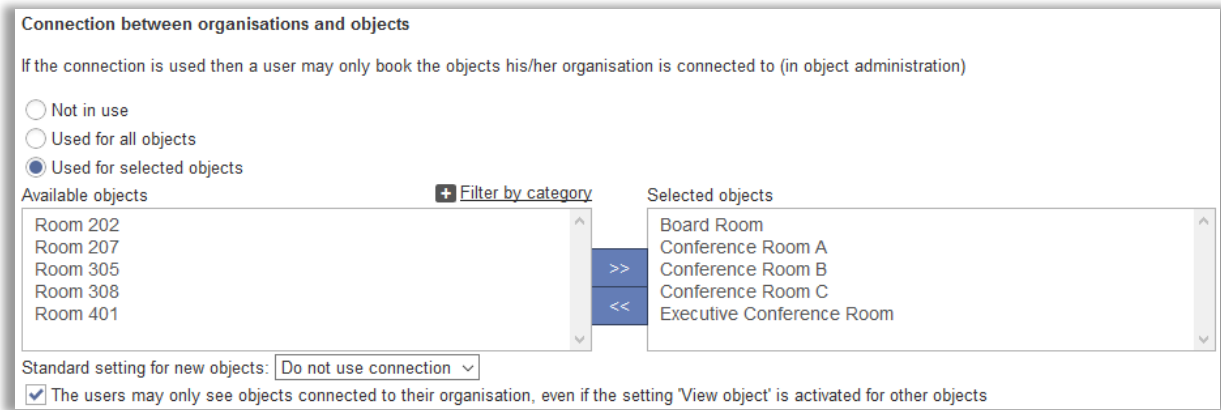 Connection between organisations and objects
If the connection is used then a user may only book the objects his/her organisation is connected to (in object administration)
Not in use
Used for all objects
Used for selected objects
Available objects
+ Filter by category
Selected objects
Room 202
Room 207
Room 305
Room 308
Room 401
>>
<<
Board Room
Conference Room A
Conference Room B
Conference Room C
Executive Conference Room
Standard setting for new objects: Do not use connection
The users may only see objects connected to their organisation, even if the setting 'View object' is activated for other objects